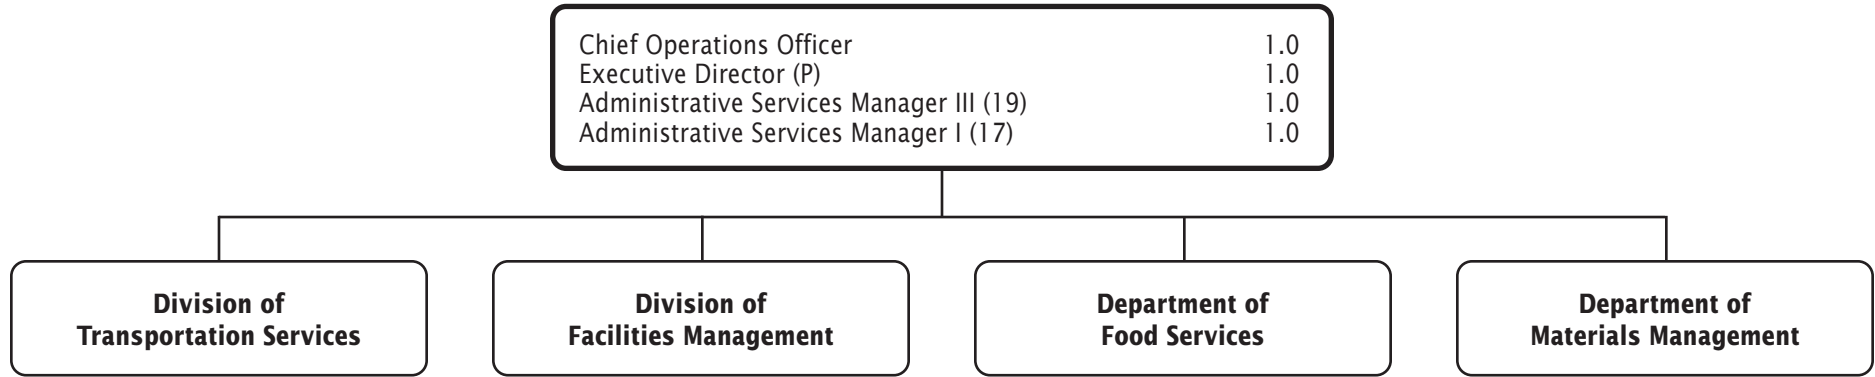 Chief Operations Officer 1.0
Executive Director (P) 1.0
Administrative Services Manager III (19) 1.0
Administrative Services Manager I (17) 1.0
Division of
Transportation Services
Division of
Facilities Management
Department of
Food Services
Department of
Materials Management